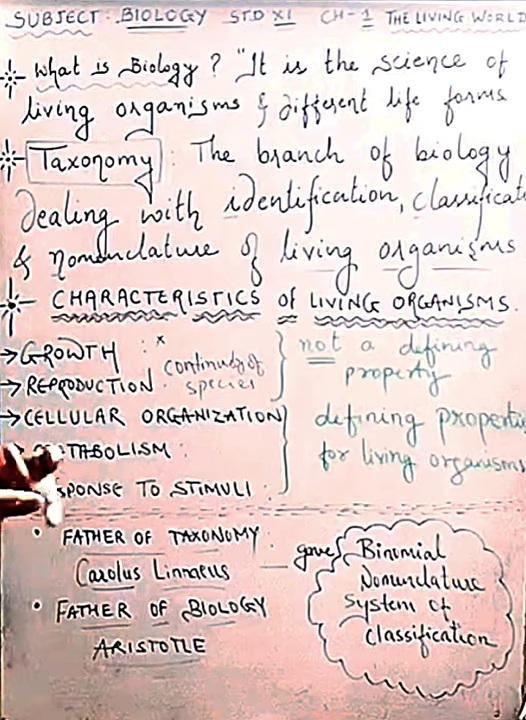 SUBJECT : BIOLOGY STD XI CH-1 THE LIVING WORLD
What is Biology ? "It is the science of
living organisms & different life forms
Taxonomy : The branch of biology
dealing with identification, classificati
& nomenclature of living organisms
CHARACTERISTICS of LIVING ORGANISMS.
→ GROWTH : x
→ REPRODUCTION . continuity of species } not a defining property
→ CELLULAR ORGANIZATION
TABOLISM :
SPONSE TO STIMULI : } defining properti for living organisms
• FATHER OF TAXONOMY.
Carolus Linnaeus — gave Binomial
Nomunclature
System of
Classification
• FATHER OF BIOLOGY
ARISTOTLE